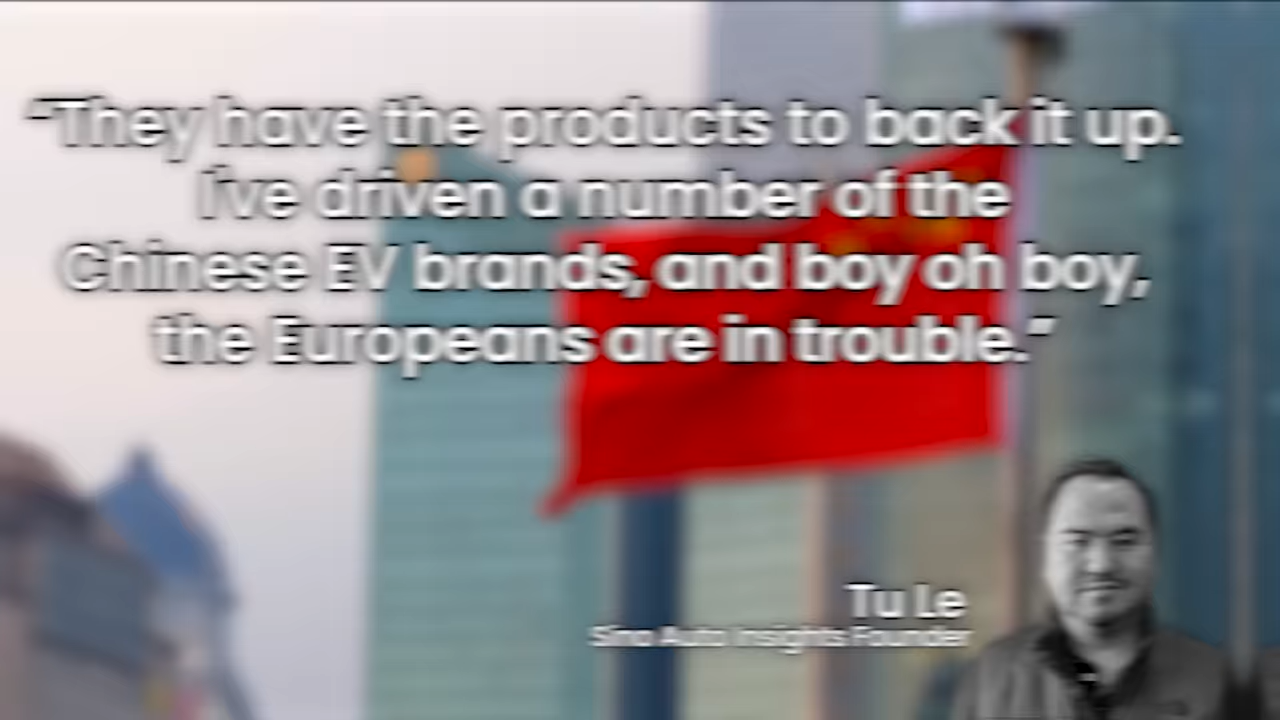 “They have the products to back it up.
I've driven a number of the
Chinese EV brands, and boy oh boy,
the Europeans are in trouble.”
Tu Le
Sino Auto Insights Founder